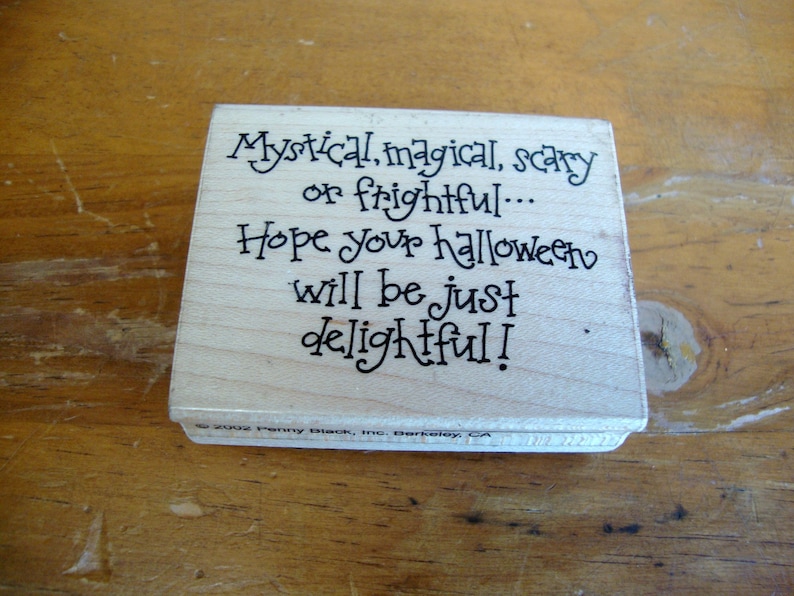 Mystical, magical, scary
or frightful...
Hope your halloween
will be just
delightful!
© 2002 Penny Black, Inc. Berkeley, CA